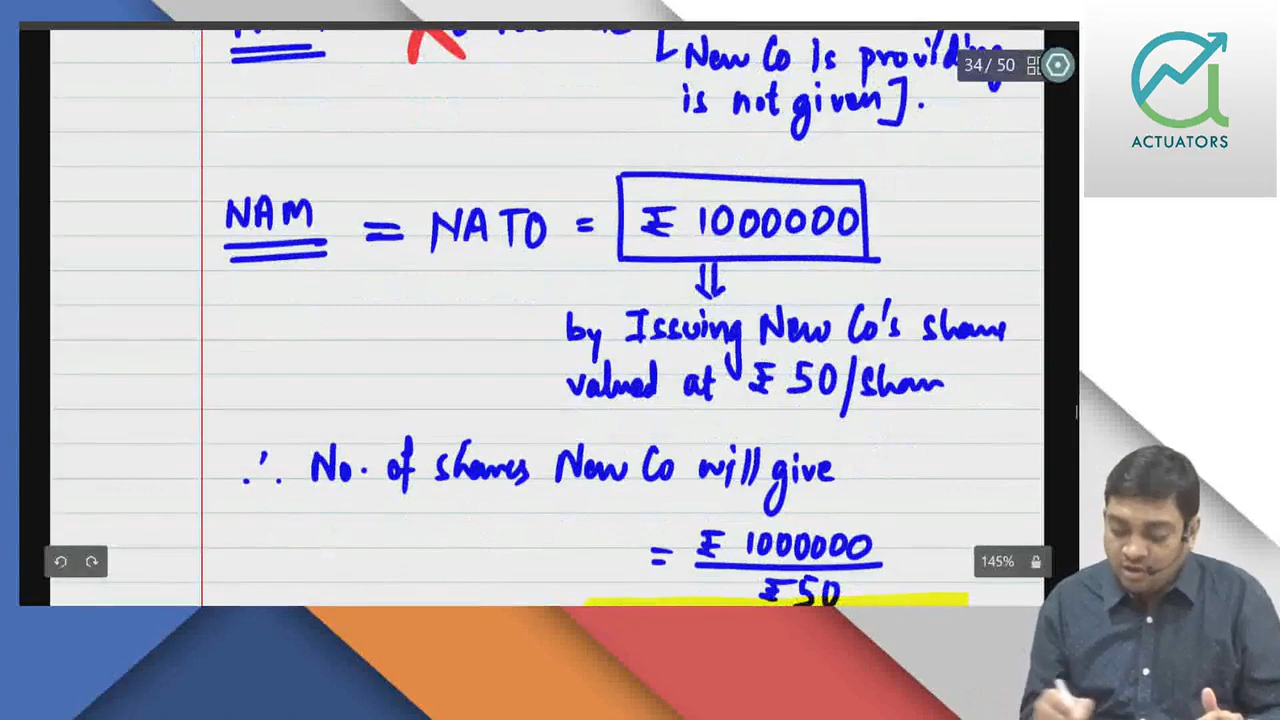 New Co Is providing
34 / 50
is not given].
ACTUATORS
NAM = NATO = ₹ 1000000
by Issuing New Co's share
valued at ₹ 50/share
∴ No. of shares New Co will give
= ₹ 1000000
₹50
145%